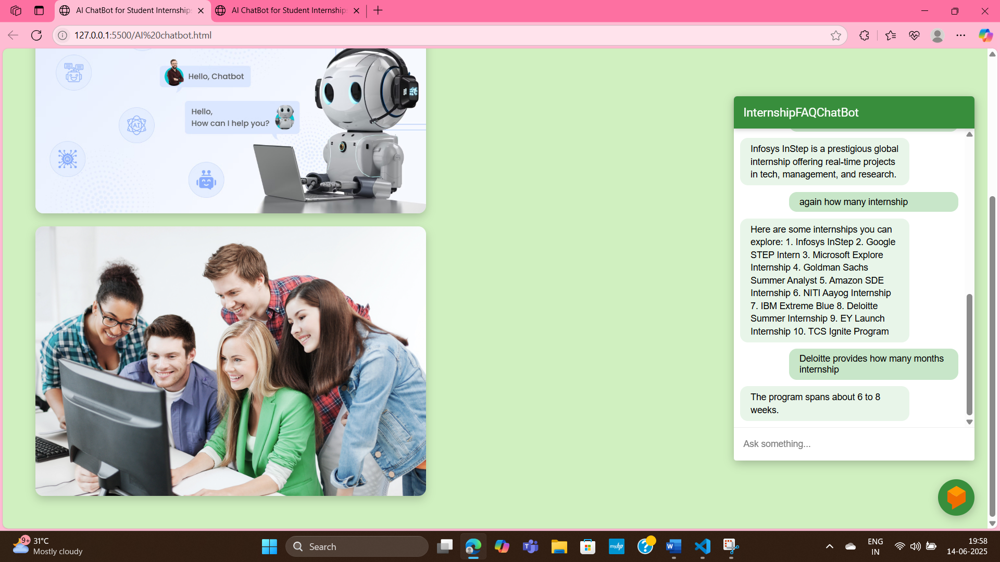 AI ChatBot for Student Internships
AI ChatBot for Student Internships
127.0.0.1:5500/AI%20chatbot.html
Hello, Chatbot
Hello,
How can I help you?
AI
AI
InternshipFAQChatBot
Infosys InStep is a prestigious global
internship offering real-time projects
in tech, management, and research.
again how many internship
Here are some internships you can
explore: 1. Infosys InStep 2. Google
STEP Intern 3. Microsoft Explore
Internship 4. Goldman Sachs
Summer Analyst 5. Amazon SDE
Internship 6. NITI Aayog Internship
7. IBM Extreme Blue 8. Deloitte
Summer Internship 9. EY Launch
Internship 10. TCS Ignite Program
Deloitte provides how many months
internship
The program spans about 6 to 8
weeks.
Ask something...
9+
31°C
Mostly cloudy
Search
myhp
ENG
IN
19:58
14-06-2025